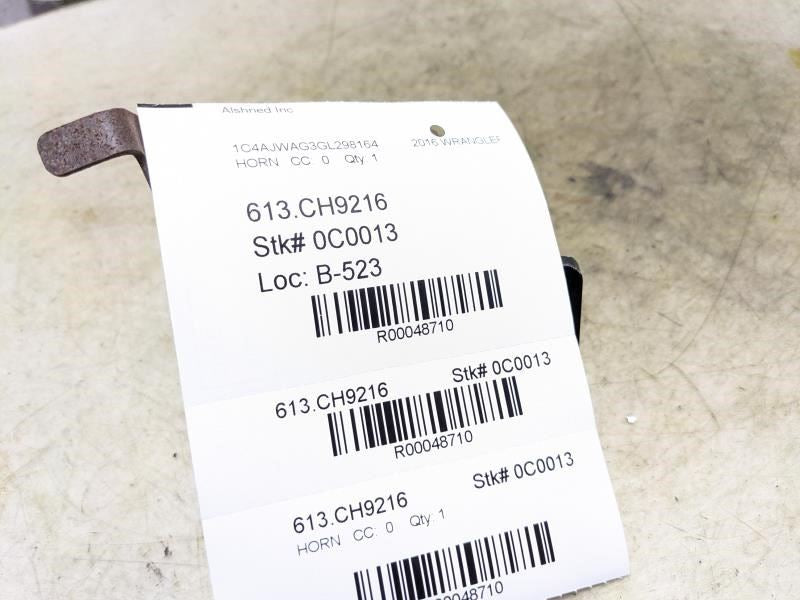 Alshned Inc
1C4AJWAG3GL298164 2016 WRANGLER
HORN CC: 0 Qty: 1
613.CH9216
Stk# 0C0013
Loc: B-523
R00048710
613.CH9216 Stk# 0C0013
R00048710
613.CH9216 Stk# 0C0013
HORN CC: 0 Qty: 1
R00048710